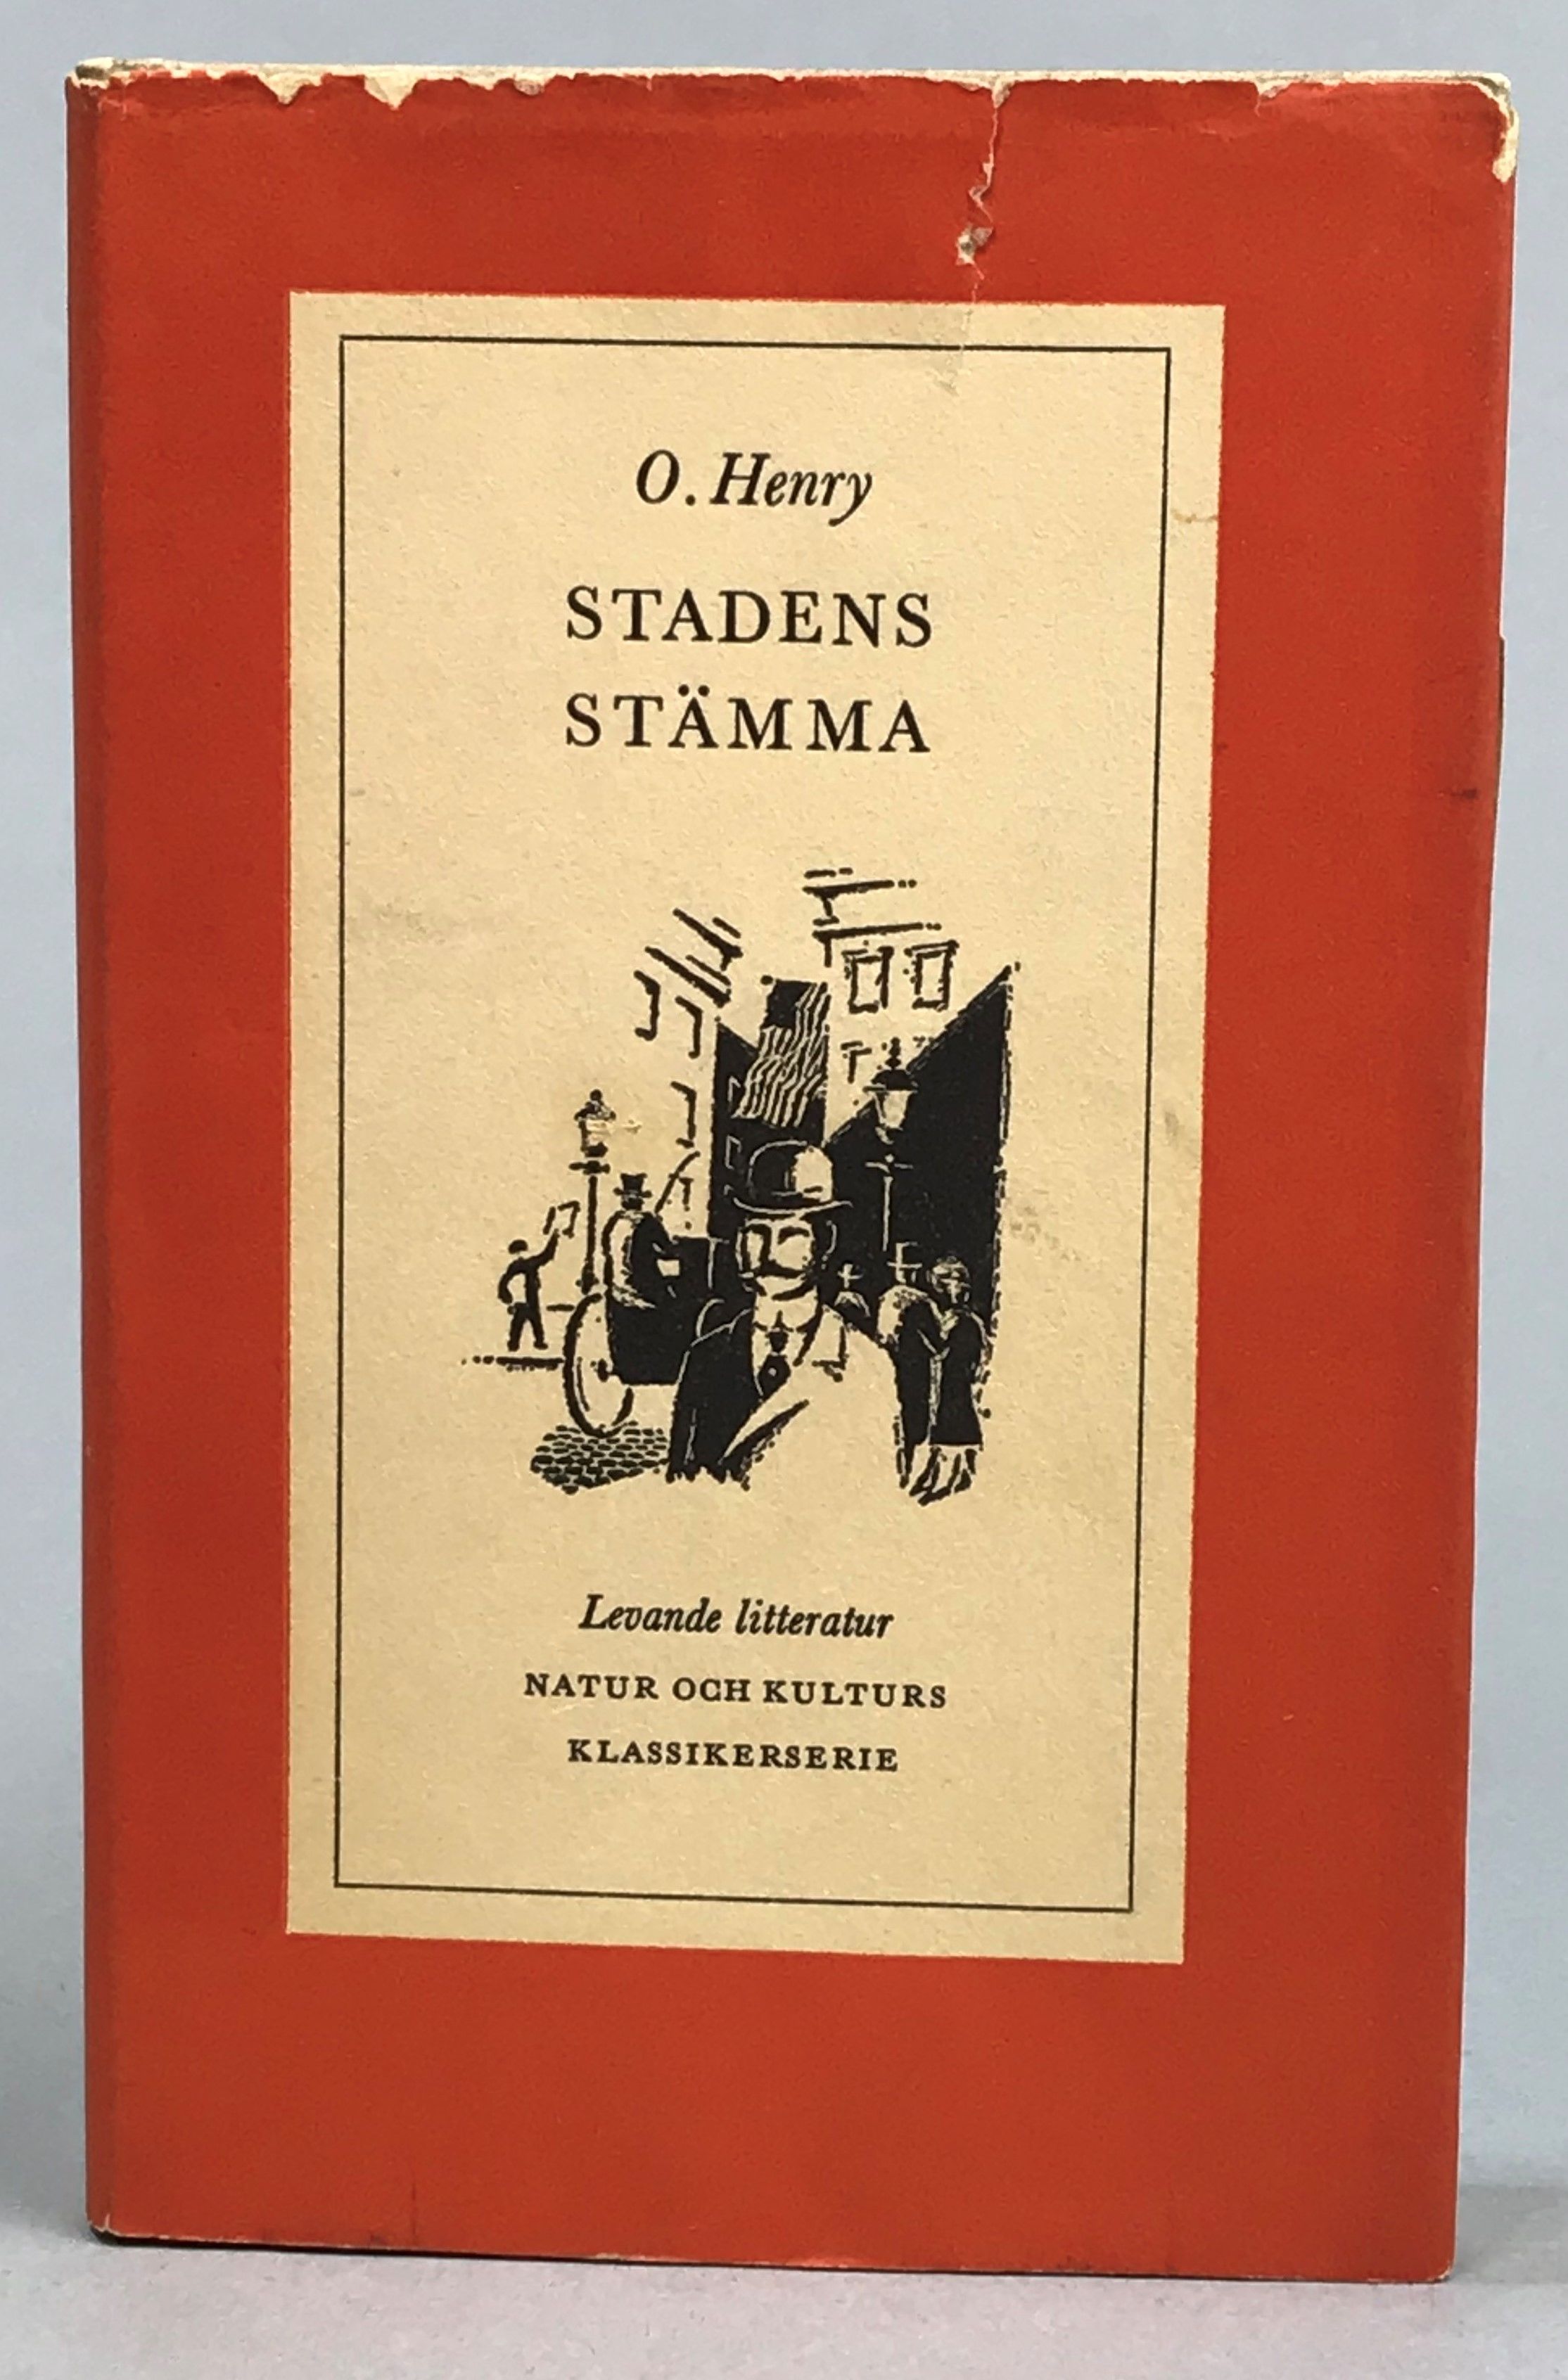 O. Henry
STADENS
STÄMMA
Levande litteratur
NATUR OCH KULTURS
KLASSIKERSERIE